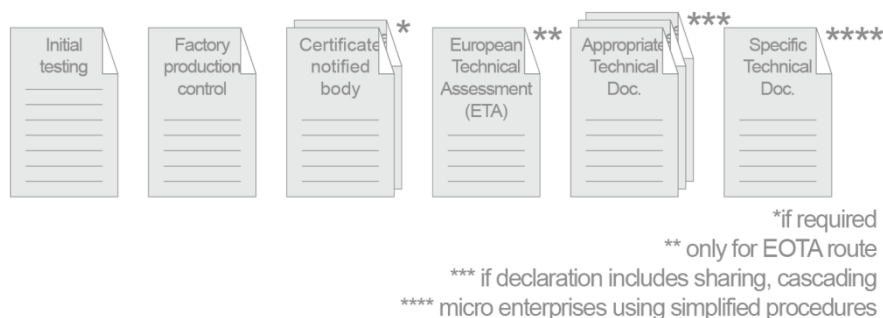 Initial
testing
Factory
production
control
Certificate
notified
body
*
European
Technical
Assessment
(ETA)
**
Appropriate
Technical
Doc.
***
Specific
Technical
Doc.
****
*if required
** only for EOTA route
*** if declaration includes sharing, cascading
**** micro enterprises using simplified procedures